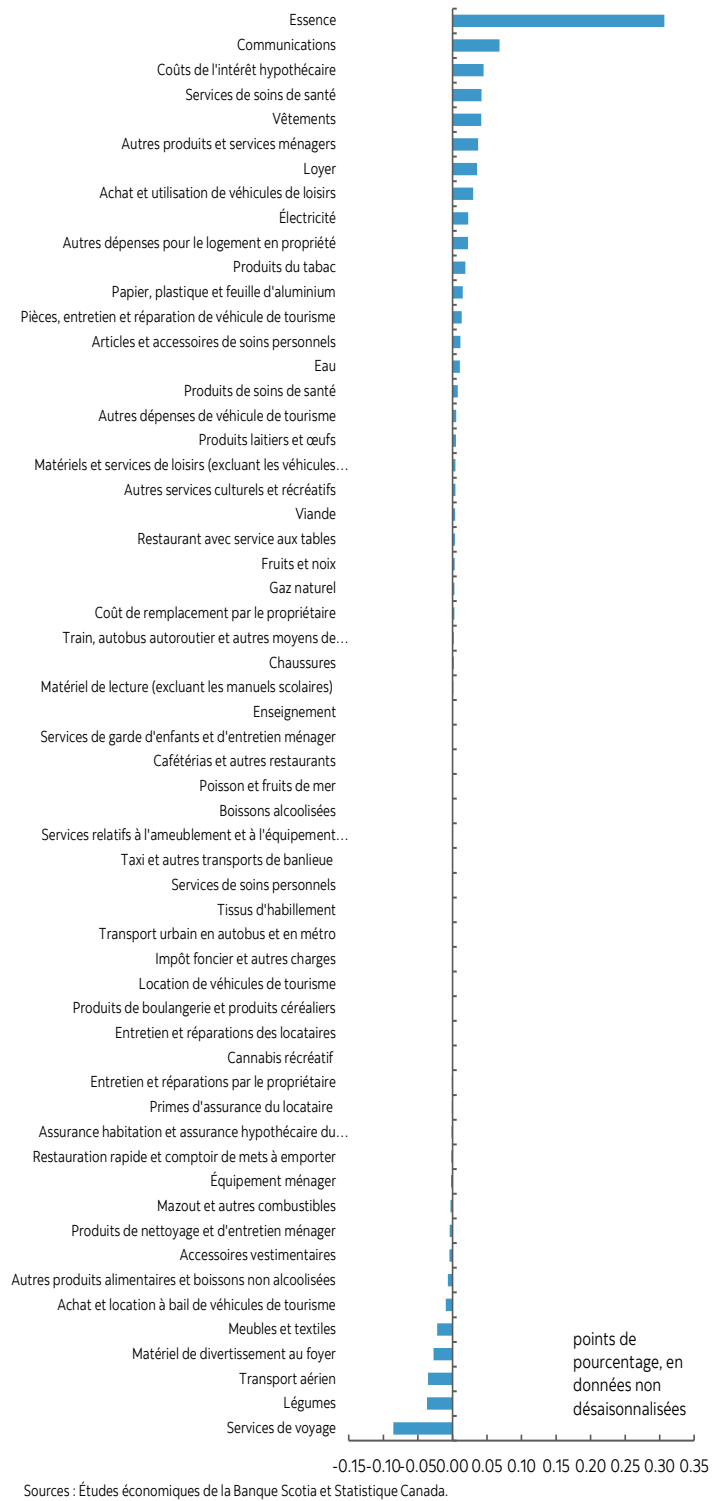 Essence
Communications
Coûts de l'intérêt hypothécaire
Services de soins de santé
Vêtements
Autres produits et services ménagers
Loyer
Achat et utilisation de véhicules de loisirs
Électricité
Autres dépenses pour le logement en propriété
Produits du tabac
Papier, plastique et feuille d'aluminium
Pièces, entretien et réparation de véhicule de tourisme
Articles et accessoires de soins personnels
Eau
Produits de soins de santé
Autres dépenses de véhicule de tourisme
Produits laitiers et œufs
Matériels et services de loisirs (excluant les véhicules…
Autres services culturels et récréatifs
Viande
Restaurant avec service aux tables
Fruits et noix
Gaz naturel
Coût de remplacement par le propriétaire
Train, autobus autoroutier et autres moyens de…
Chaussures
Matériel de lecture (excluant les manuels scolaires)
Enseignement
Services de garde d'enfants et d'entretien ménager
Cafétérias et autres restaurants
Poisson et fruits de mer
Boissons alcoolisées
Services relatifs à l'ameublement et à l'équipement…
Taxi et autres transports de banlieue
Services de soins personnels
Tissus d'habillement
Transport urbain en autobus et en métro
Impôt foncier et autres charges
Location de véhicules de tourisme
Produits de boulangerie et produits céréaliers
Entretien et réparations des locataires
Cannabis récréatif
Entretien et réparations par le propriétaire
Primes d'assurance du locataire
Assurance habitation et assurance hypothécaire du…
Restauration rapide et comptoir de mets à emporter
Équipement ménager
Mazout et autres combustibles
Produits de nettoyage et d'entretien ménager
Accessoires vestimentaires
Autres produits alimentaires et boissons non alcoolisées
Achat et location à bail de véhicules de tourisme
Meubles et textiles
Matériel de divertissement au foyer
Transport aérien
Légumes
Services de voyage
points de
pourcentage, en
données non
désaisonnalisées
-0.15-0.10-0.050.00 0.05 0.10 0.15 0.20 0.25 0.30 0.35
Sources : Études économiques de la Banque Scotia et Statistique Canada.